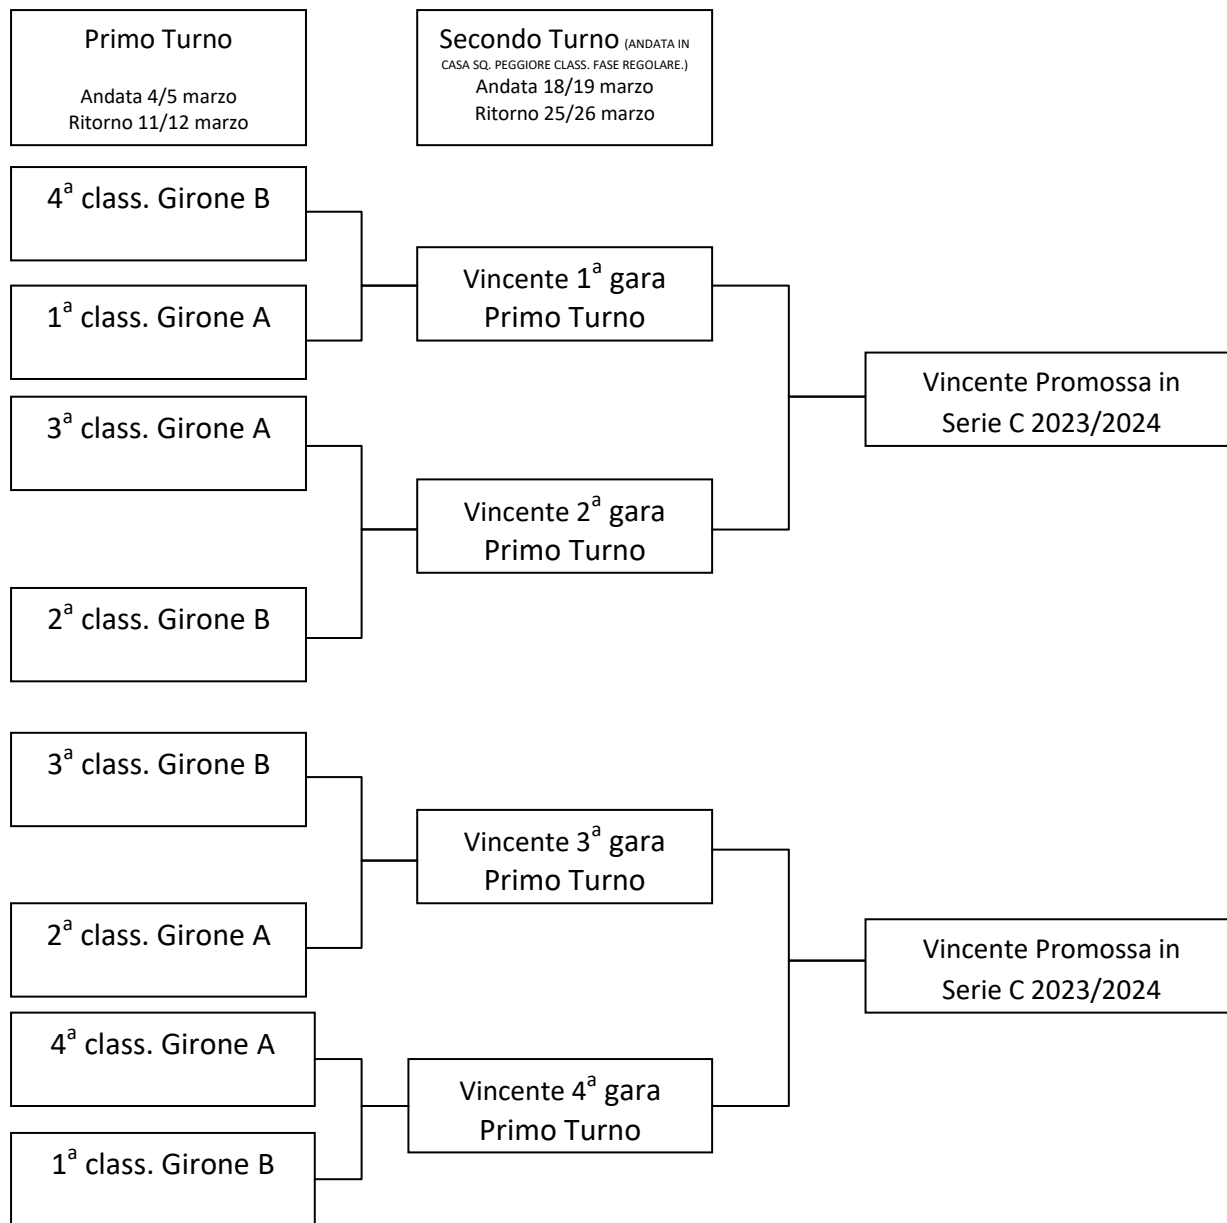 Primo Turno
Andata 4/5 marzo
Ritorno 11/12 marzo
Secondo Turno (ANDATA IN
CASA SQ. PEGGIORE CLASS. FASE REGOLARE.)
Andata 18/19 marzo
Ritorno 25/26 marzo
4ª class. Girone B
1ª class. Girone A
Vincente 1ª gara
Primo Turno
3ª class. Girone A
2ª class. Girone B
Vincente 2ª gara
Primo Turno
Vincente Promossa in
Serie C 2023/2024
3ª class. Girone B
2ª class. Girone A
Vincente 3ª gara
Primo Turno
4ª class. Girone A
1ª class. Girone B
Vincente 4ª gara
Primo Turno
Vincente Promossa in
Serie C 2023/2024